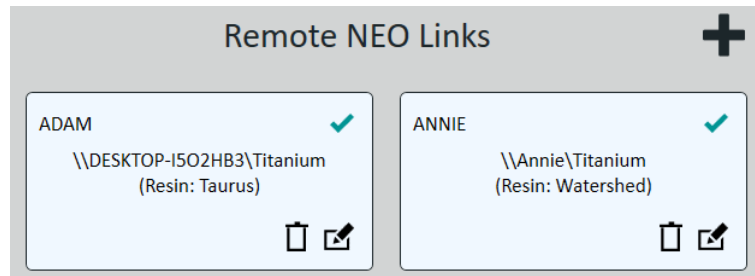 Remote NEO Links
ADAM
\\DESKTOP-I5O2HB3\Titanium
(Resin: Taurus)
ANNIE
\\Annie\Titanium
(Resin: Watershed)